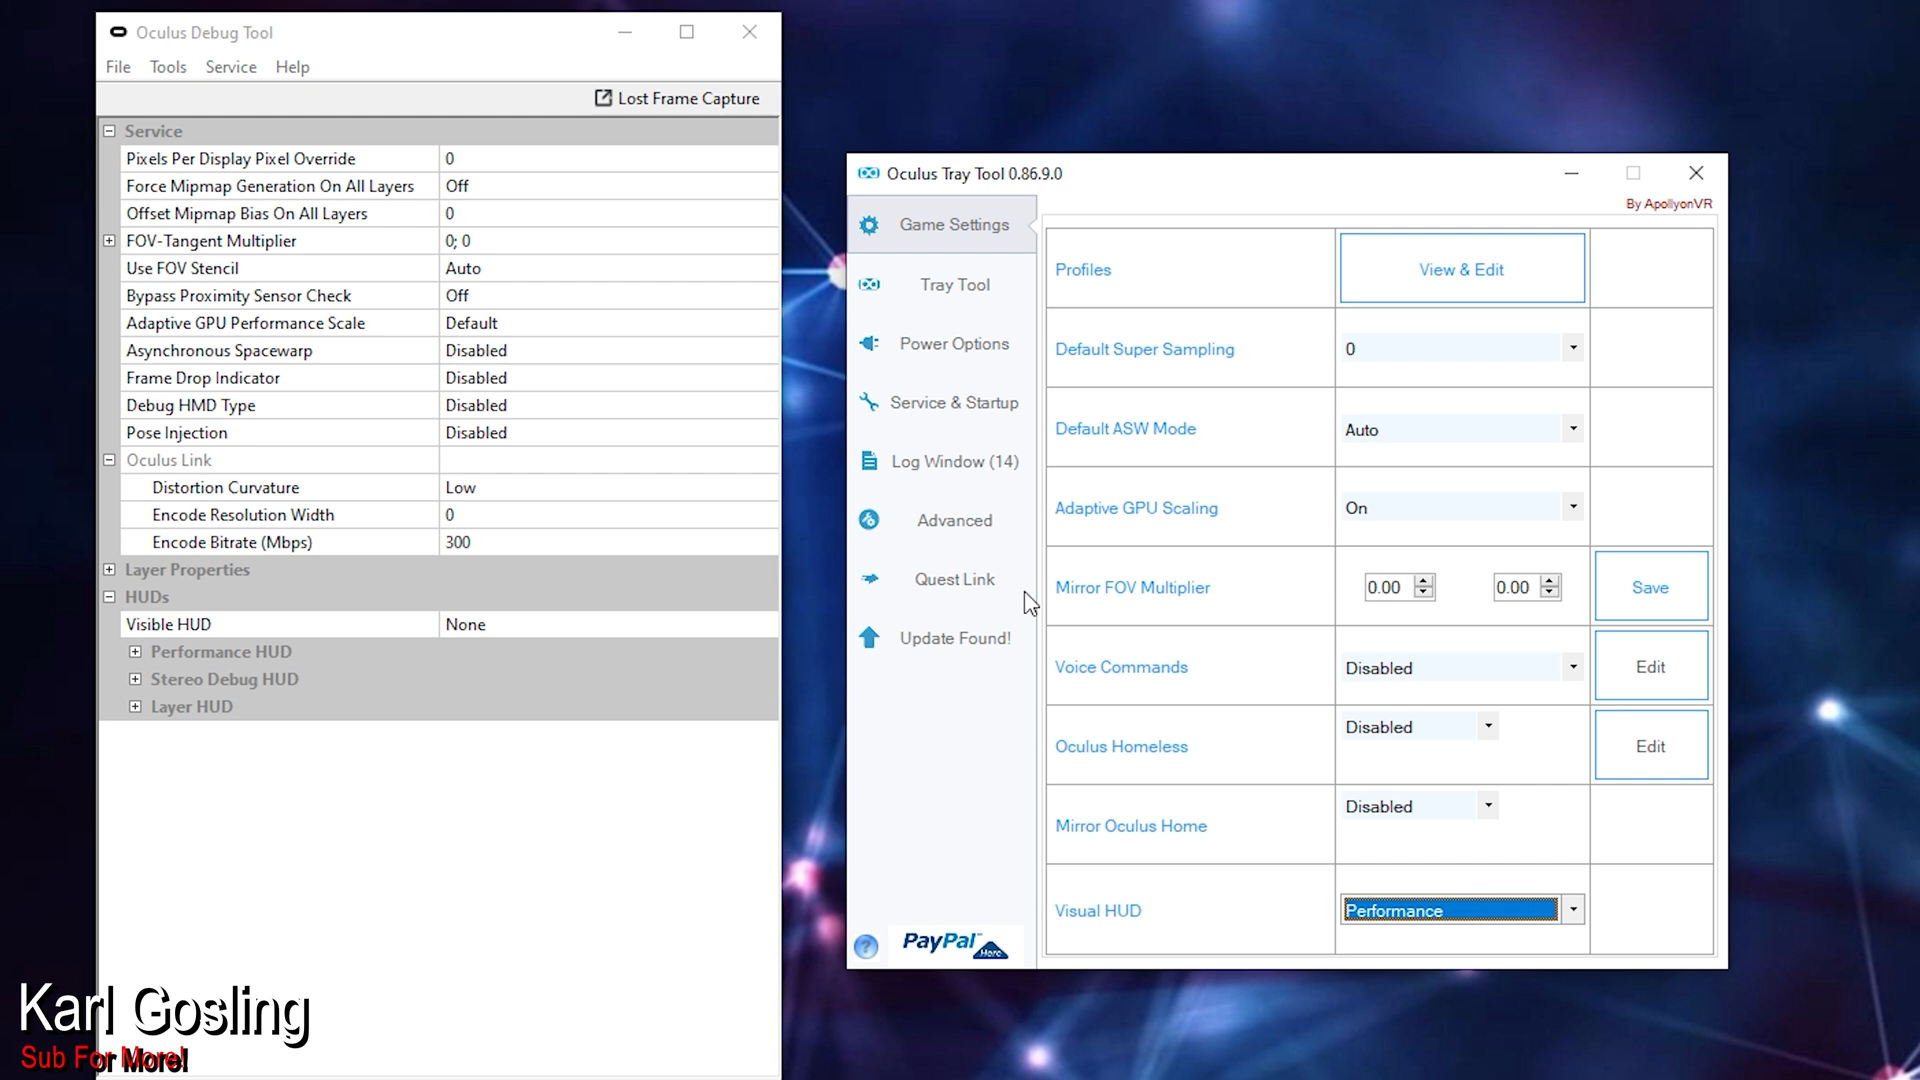 Oculus Debug Tool
File Tools Service Help
Lost Frame Capture
Service
Pixels Per Display Pixel Override 0
Force Mipmap Generation On All Layers Off
Offset Mipmap Bias On All Layers 0
FOV-Tangent Multiplier 0; 0
Use FOV Stencil Auto
Bypass Proximity Sensor Check Off
Adaptive GPU Performance Scale Default
Asynchronous Spacewarp Disabled
Frame Drop Indicator Disabled
Debug HMD Type Disabled
Pose Injection Disabled
Oculus Link
Distortion Curvature Low
Encode Resolution Width 0
Encode Bitrate (Mbps) 300
Layer Properties
HUDs
Visible HUD None
Performance HUD
Stereo Debug HUD
Layer HUD
Oculus Tray Tool 0.86.9.0
By ApollyonVR
Game Settings
Tray Tool
Power Options
Service & Startup
Log Window (14)
Advanced
Quest Link
Update Found!
PayPal
Here
Profiles View & Edit
Default Super Sampling 0
Default ASW Mode Auto
Adaptive GPU Scaling On
Mirror FOV Multiplier 0.00 0.00 Save
Voice Commands Disabled Edit
Oculus Homeless Disabled Edit
Mirror Oculus Home Disabled
Visual HUD Performance
Karl Gosling
Sub For More!